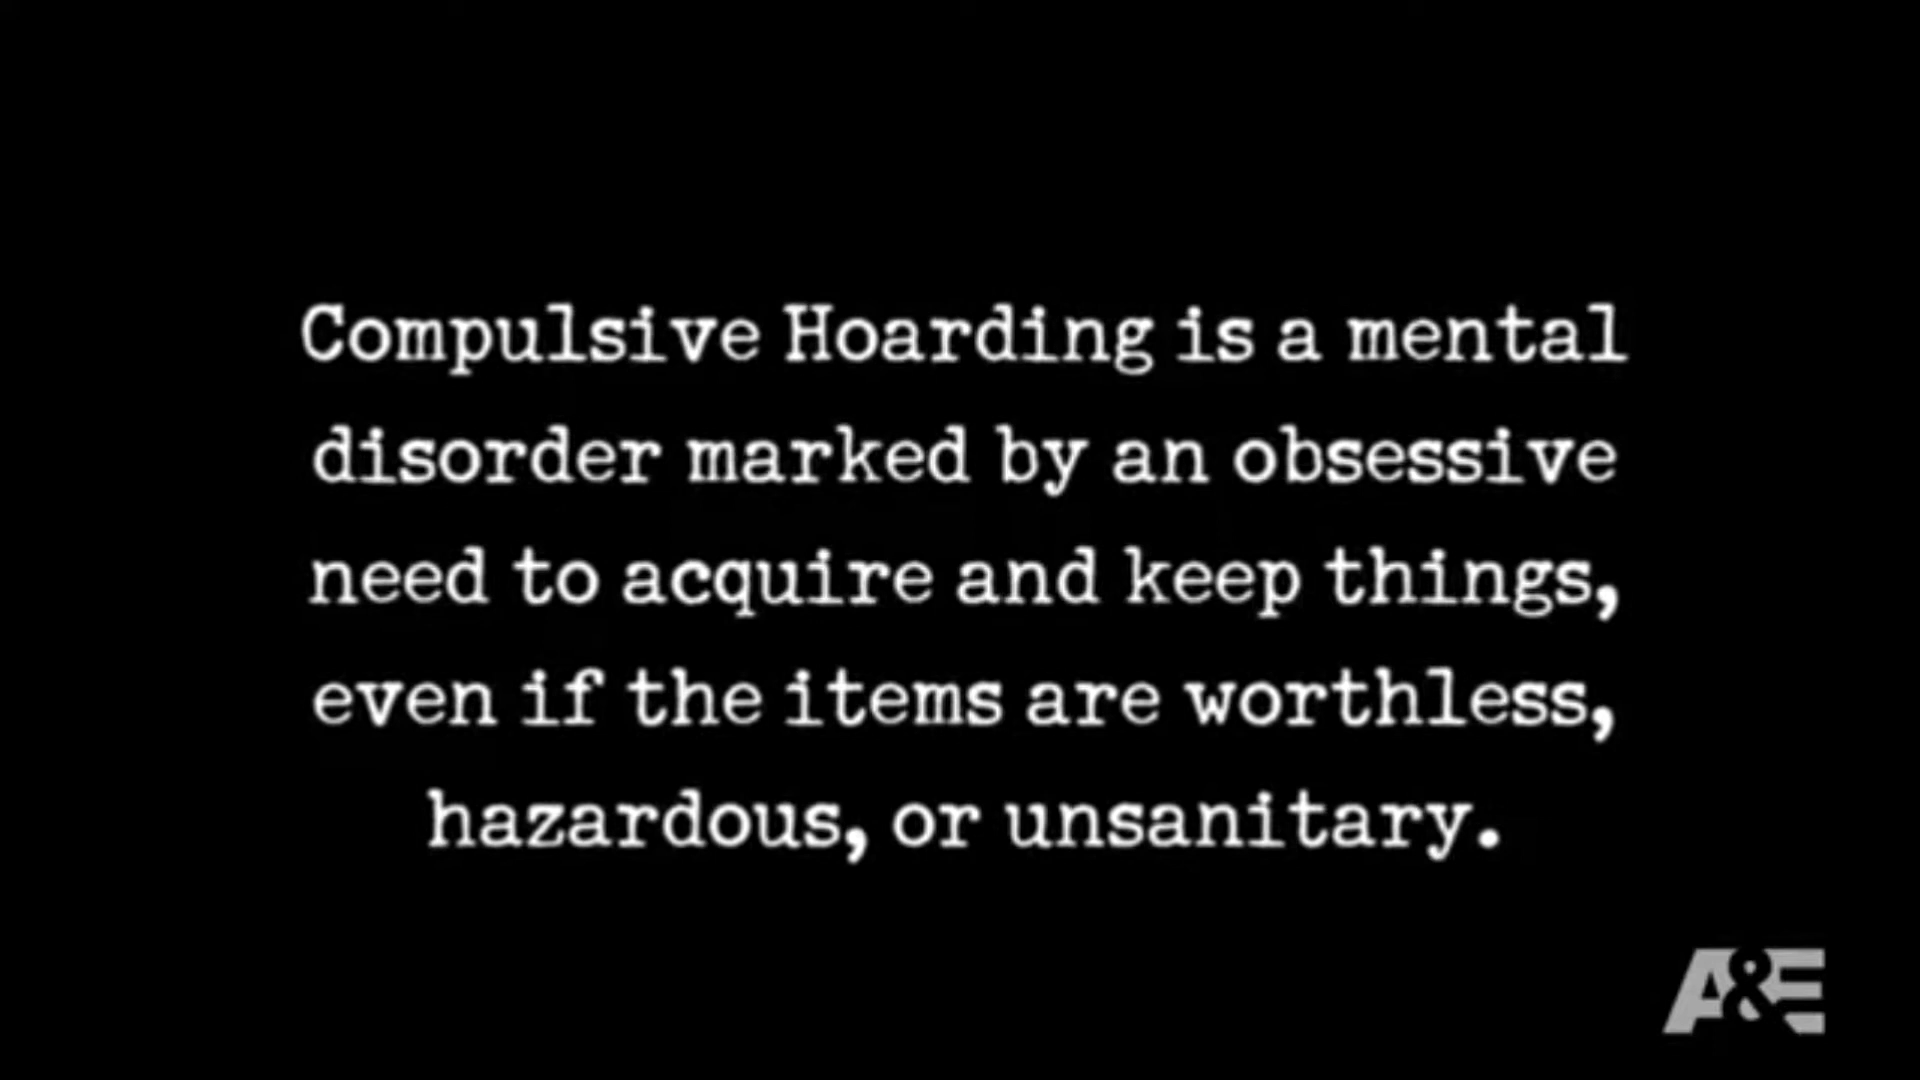 Compulsive Hoarding is a mental
disorder marked by an obsessive
need to acquire and keep things,
even if the items are worthless,
hazardous, or unsanitary.
A&E